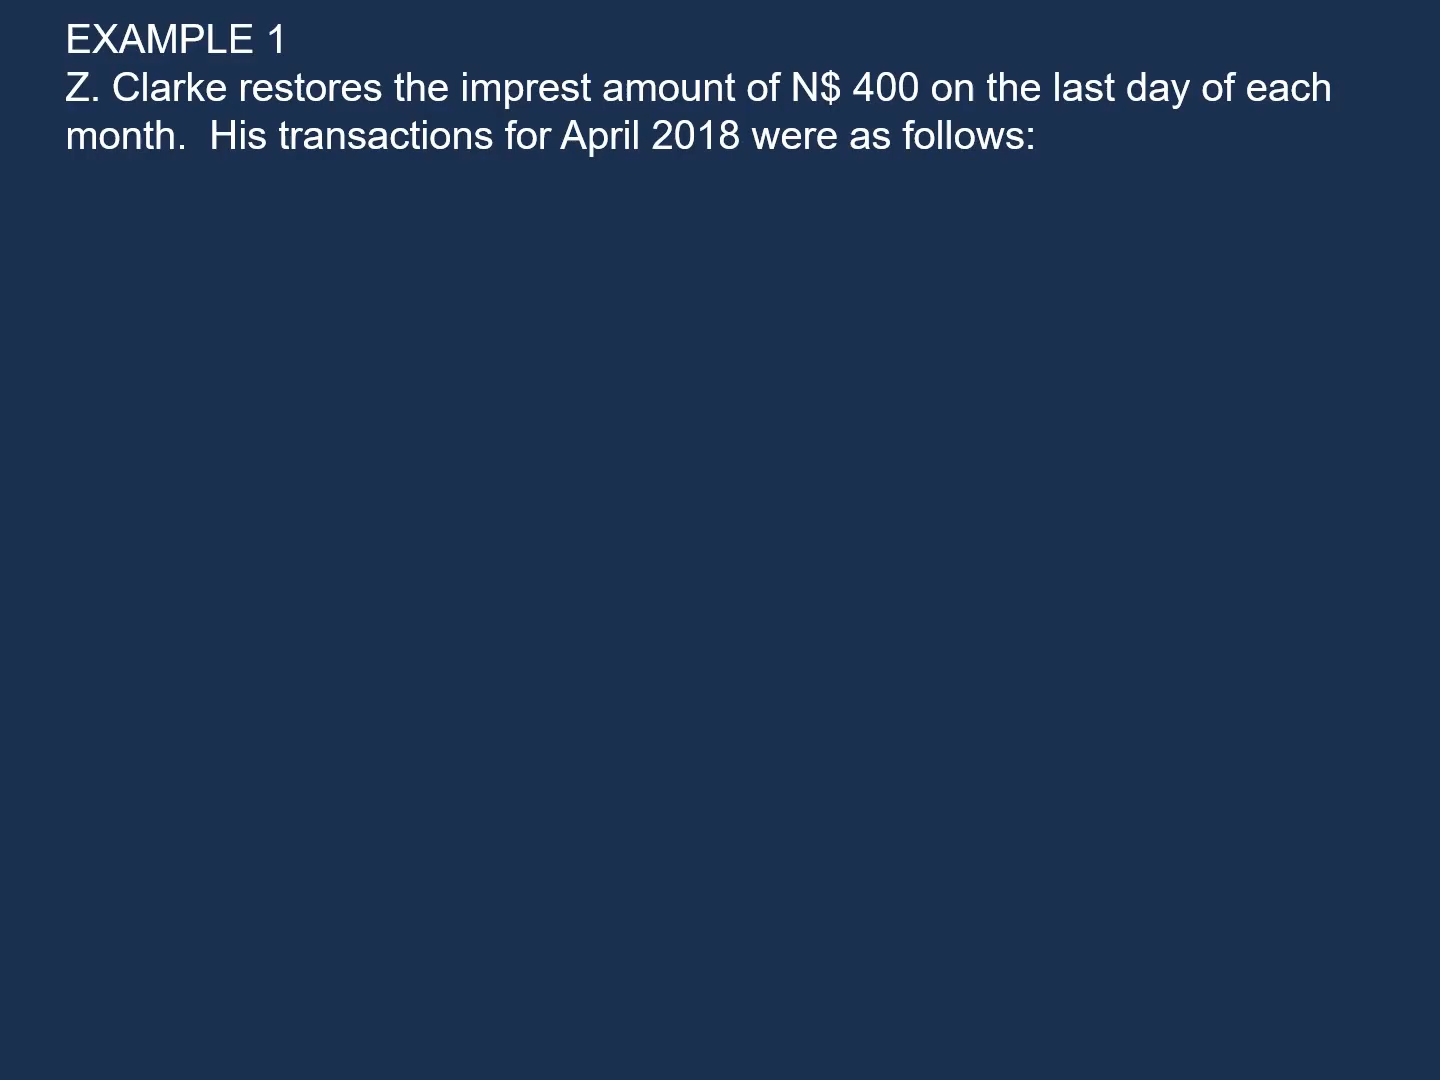 EXAMPLE 1
Z. Clarke restores the imprest amount of N$ 400 on the last day of each
month.  His transactions for April 2018 were as follows: